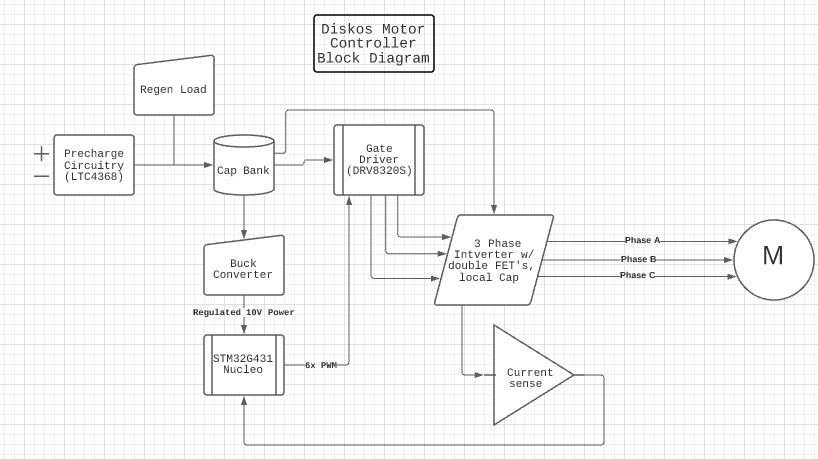 Diskos Motor
Controller
Block Diagram
Regen Load
+
Precharge
Circuitry
(LTC4368)
−
Cap Bank
Gate
Driver
(DRV8320S)
3 Phase
Intverter w/
double FET's,
local Cap
Phase A
Phase B
Phase C
M
Buck
Converter
Regulated 10V Power
STM32G431
Nucleo
6x PWM
Current
sense